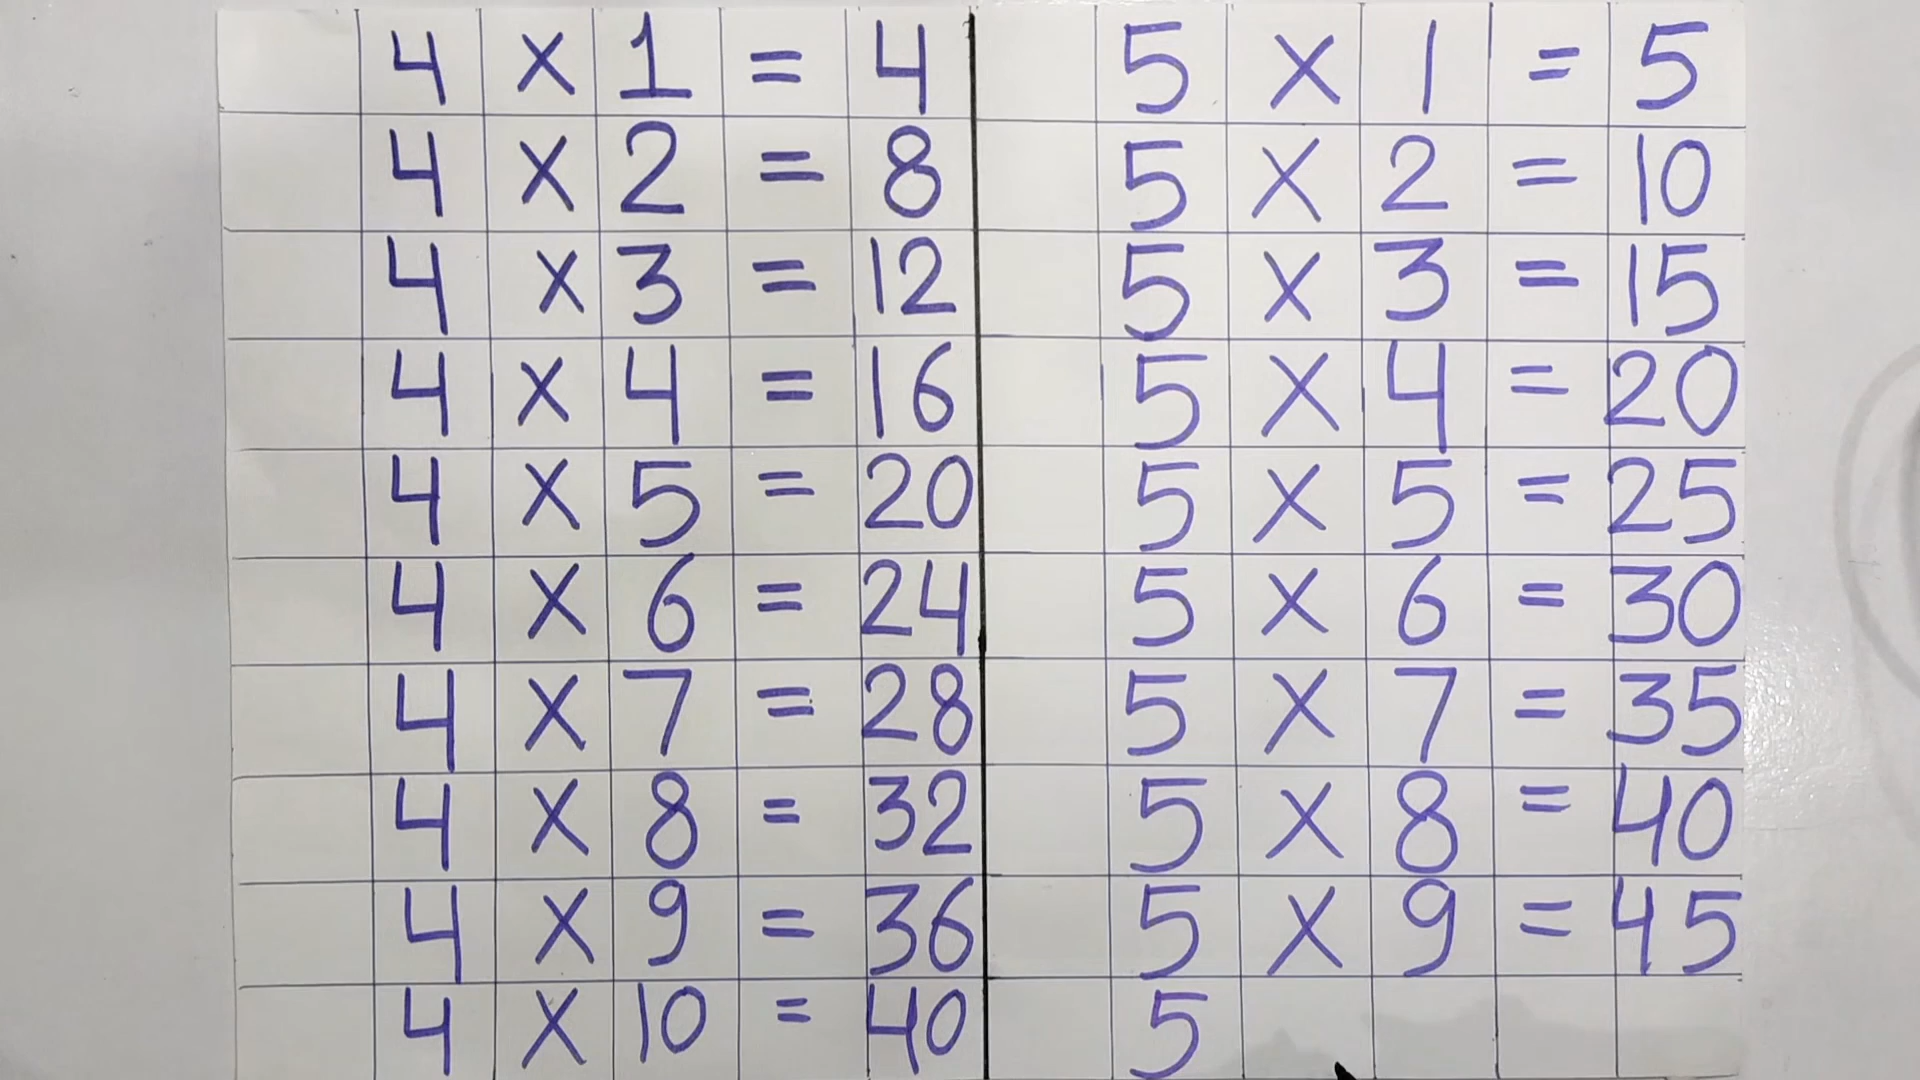 4 × 1 = 4 5 × 1 = 5
4 × 2 = 8 5 × 2 = 10
4 × 3 = 12 5 × 3 = 15
4 × 4 = 16 5 × 4 = 20
4 × 5 = 20 5 × 5 = 25
4 × 6 = 24 5 × 6 = 30
4 × 7 = 28 5 × 7 = 35
4 × 8 = 32 5 × 8 = 40
4 × 9 = 36 5 × 9 = 45
4 × 10 = 40 5